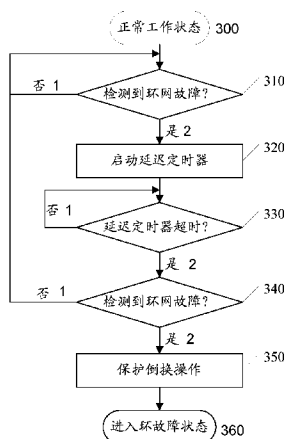 正常工作状态 300
否 1
检测到环网故障? 310
是 2
启动延迟定时器 320
否 1
延迟定时器超时? 330
是 2
否 1
检测到环网故障? 340
是 2
保护倒换操作 350
进入环故障状态 360